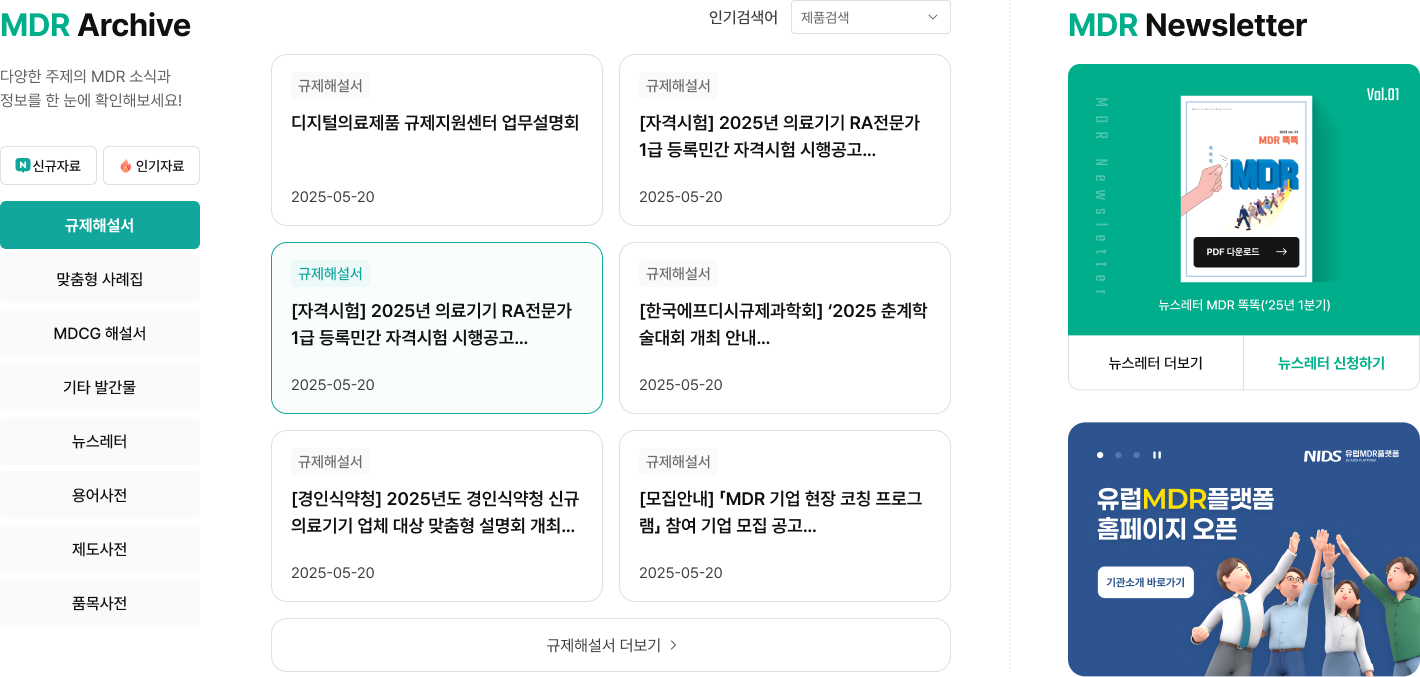 MDR Archive
다양한 주제의 MDR 소식과
정보를 한 눈에 확인해보세요!
N 신규자료
인기자료
규제해설서
맞춤형 사례집
MDCG 해설서
기타 발간물
뉴스레터
용어사전
제도사전
품목사전
인기검색어
제품검색
규제해설서
디지털의료제품 규제지원센터 업무설명회
2025-05-20
규제해설서
[자격시험] 2025년 의료기기 RA전문가
1급 등록민간 자격시험 시행공고...
2025-05-20
규제해설서
[자격시험] 2025년 의료기기 RA전문가
1급 등록민간 자격시험 시행공고...
2025-05-20
규제해설서
[한국에프디시규제과학회] ‘2025 춘계학
술대회 개최 안내...
2025-05-20
규제해설서
[경인식약청] 2025년도 경인식약청 신규
의료기기 업체 대상 맞춤형 설명회 개최...
2025-05-20
규제해설서
[모집안내] 「MDR 기업 현장 코칭 프로그
램」 참여 기업 모집 공고...
2025-05-20
규제해설서 더보기
MDR Newsletter
Vol.01
MDR Newsletter
MDR 똑똑
MDR
PDF 다운로드
뉴스레터 MDR 똑똑(‘25년 1분기)
뉴스레터 더보기
뉴스레터 신청하기
NIDS 유럽MDR플랫폼
유럽MDR플랫폼
홈페이지 오픈
기관소개 바로가기